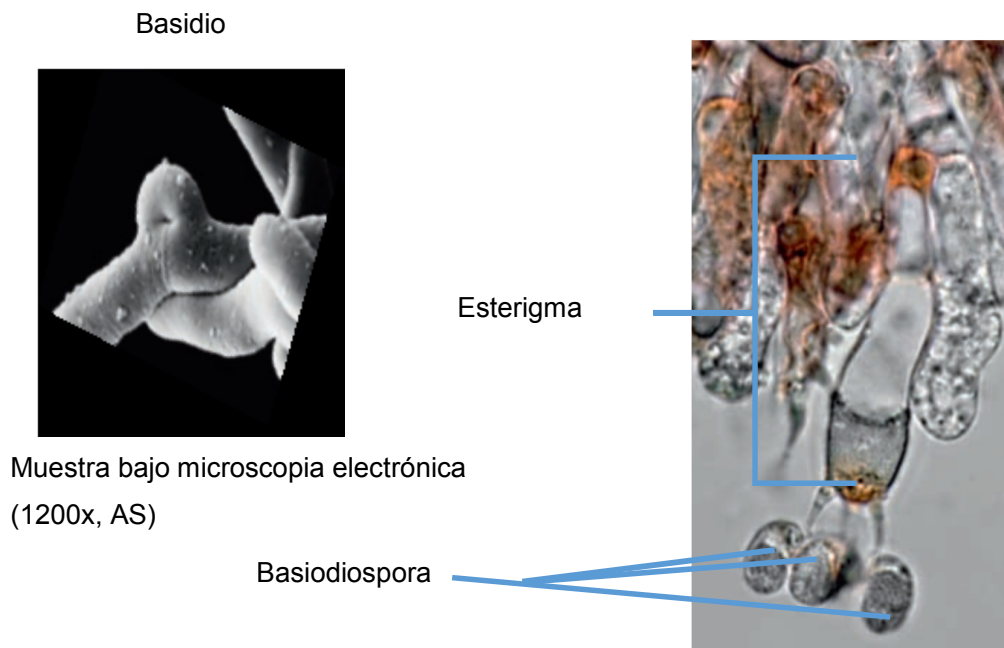 Basidio
Esterigma
Muestra bajo microscopia electrónica
(1200x, AS)
Basiodiospora